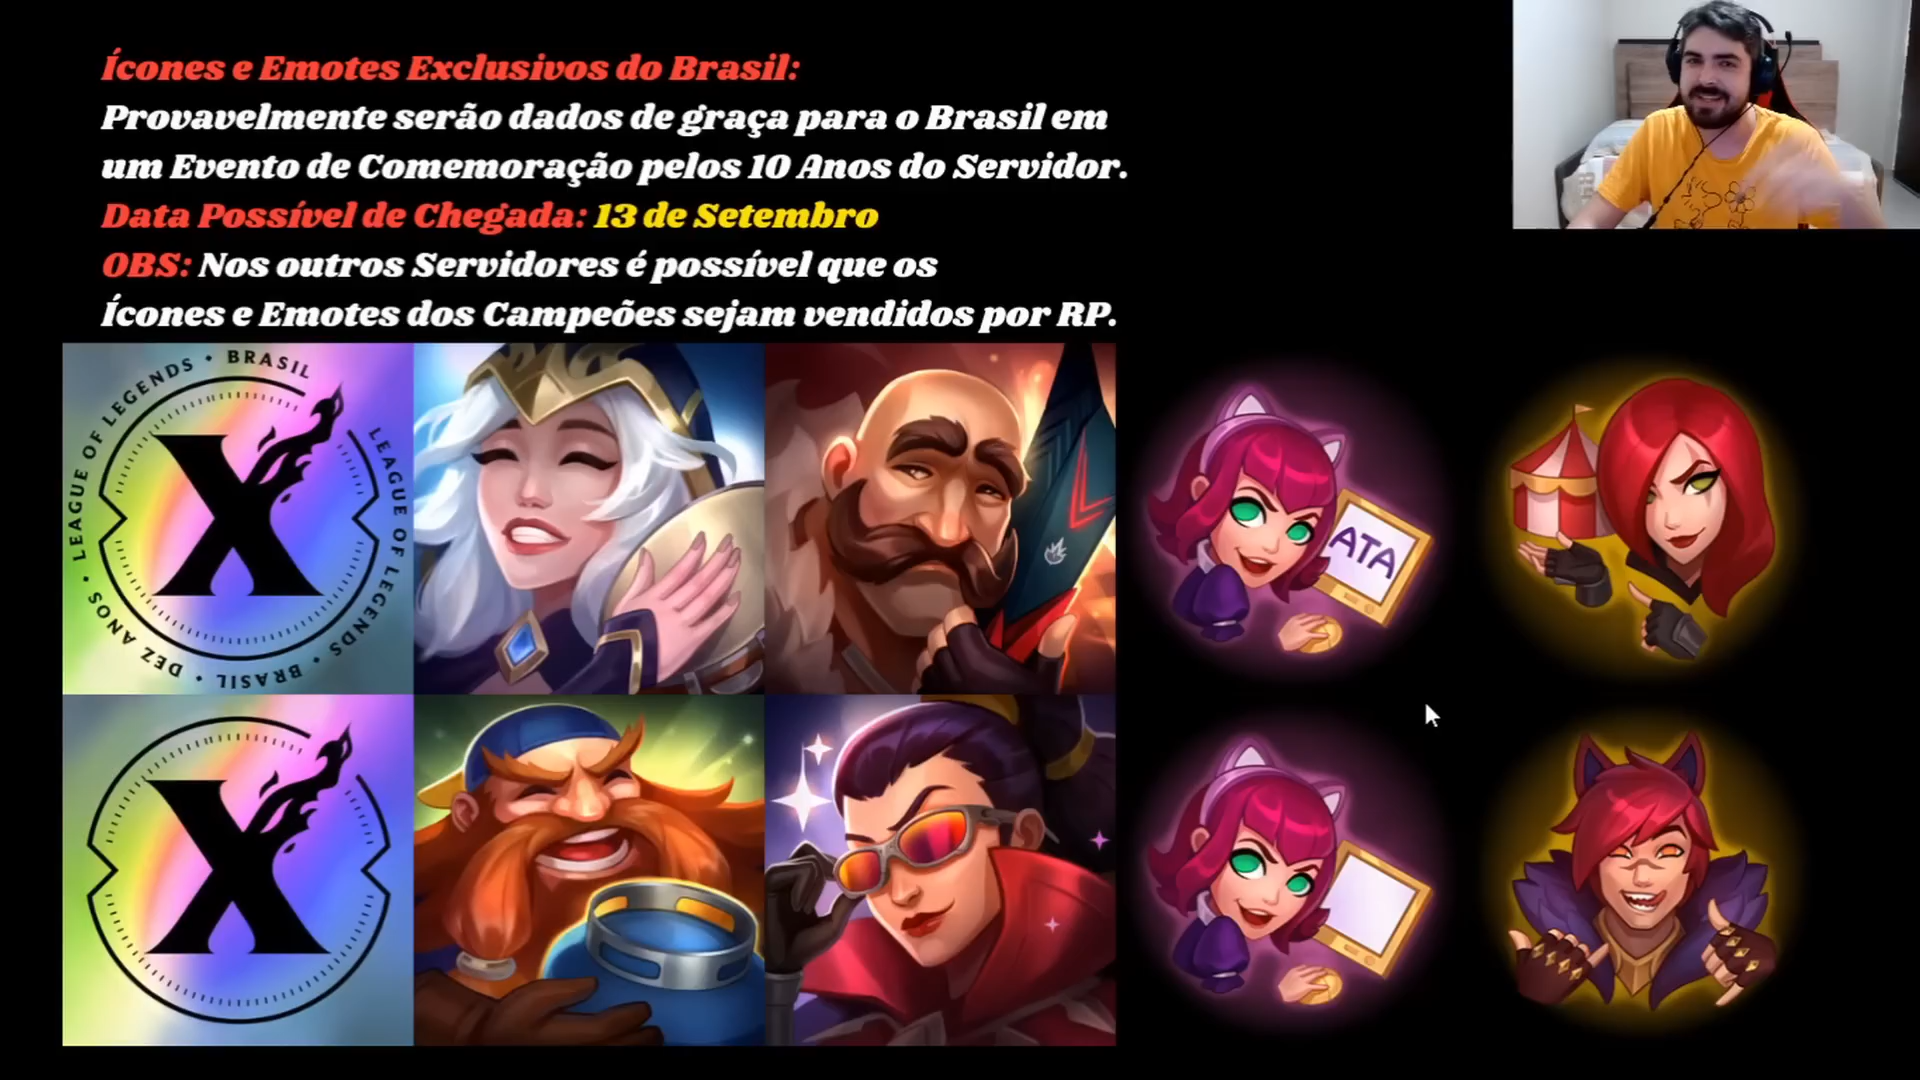 Ícones e Emotes Exclusivos do Brasil:
Provavelmente serão dados de graça para o Brasil em
um Evento de Comemoração pelos 10 Anos do Servidor.
Data Possível de Chegada: 13 de Setembro
OBS: Nos outros Servidores é possível que os
Ícones e Emotes dos Campeões sejam vendidos por RP.
LEAGUE OF LEGENDS • BRASIL
LEAGUE OF LEGENDS • BRASIL • DEZ ANOS •
X
ATA
X